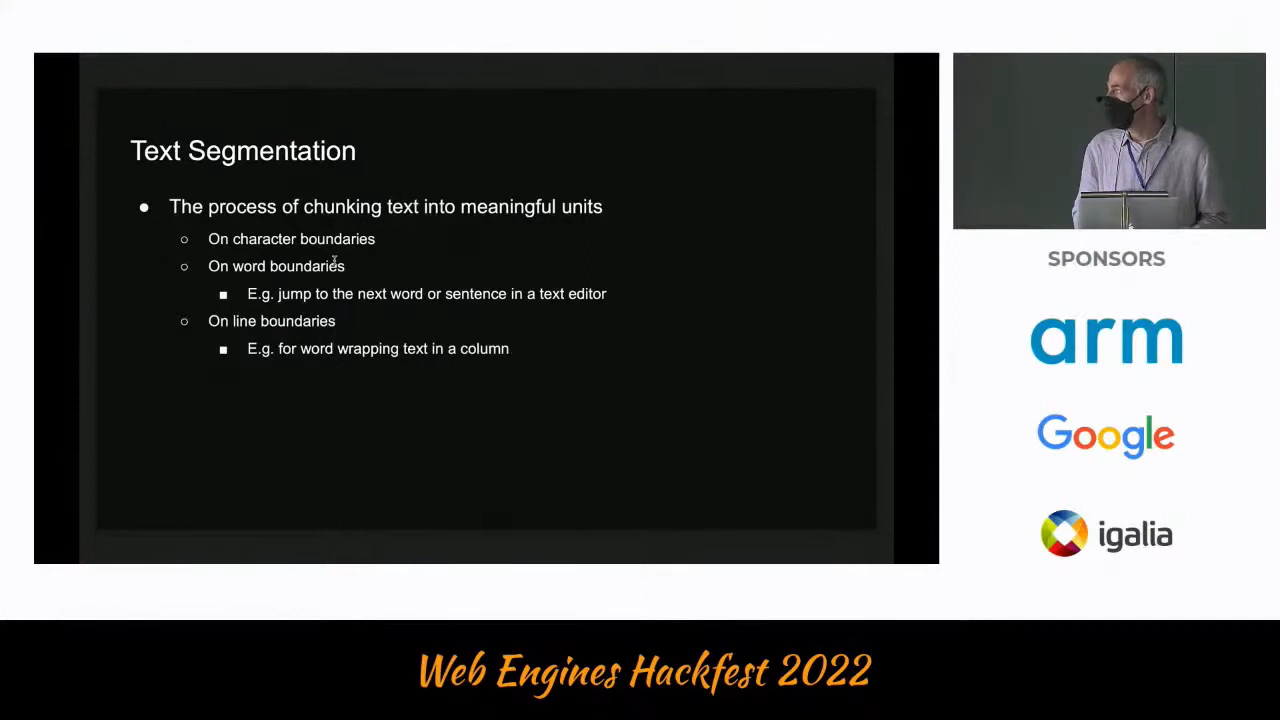 Text Segmentation
● The process of chunking text into meaningful units
○ On character boundaries
○ On word boundaries
■ E.g. jump to the next word or sentence in a text editor
○ On line boundaries
■ E.g. for word wrapping text in a column
SPONSORS
arm
Google
igalia
Web Engines Hackfest 2022